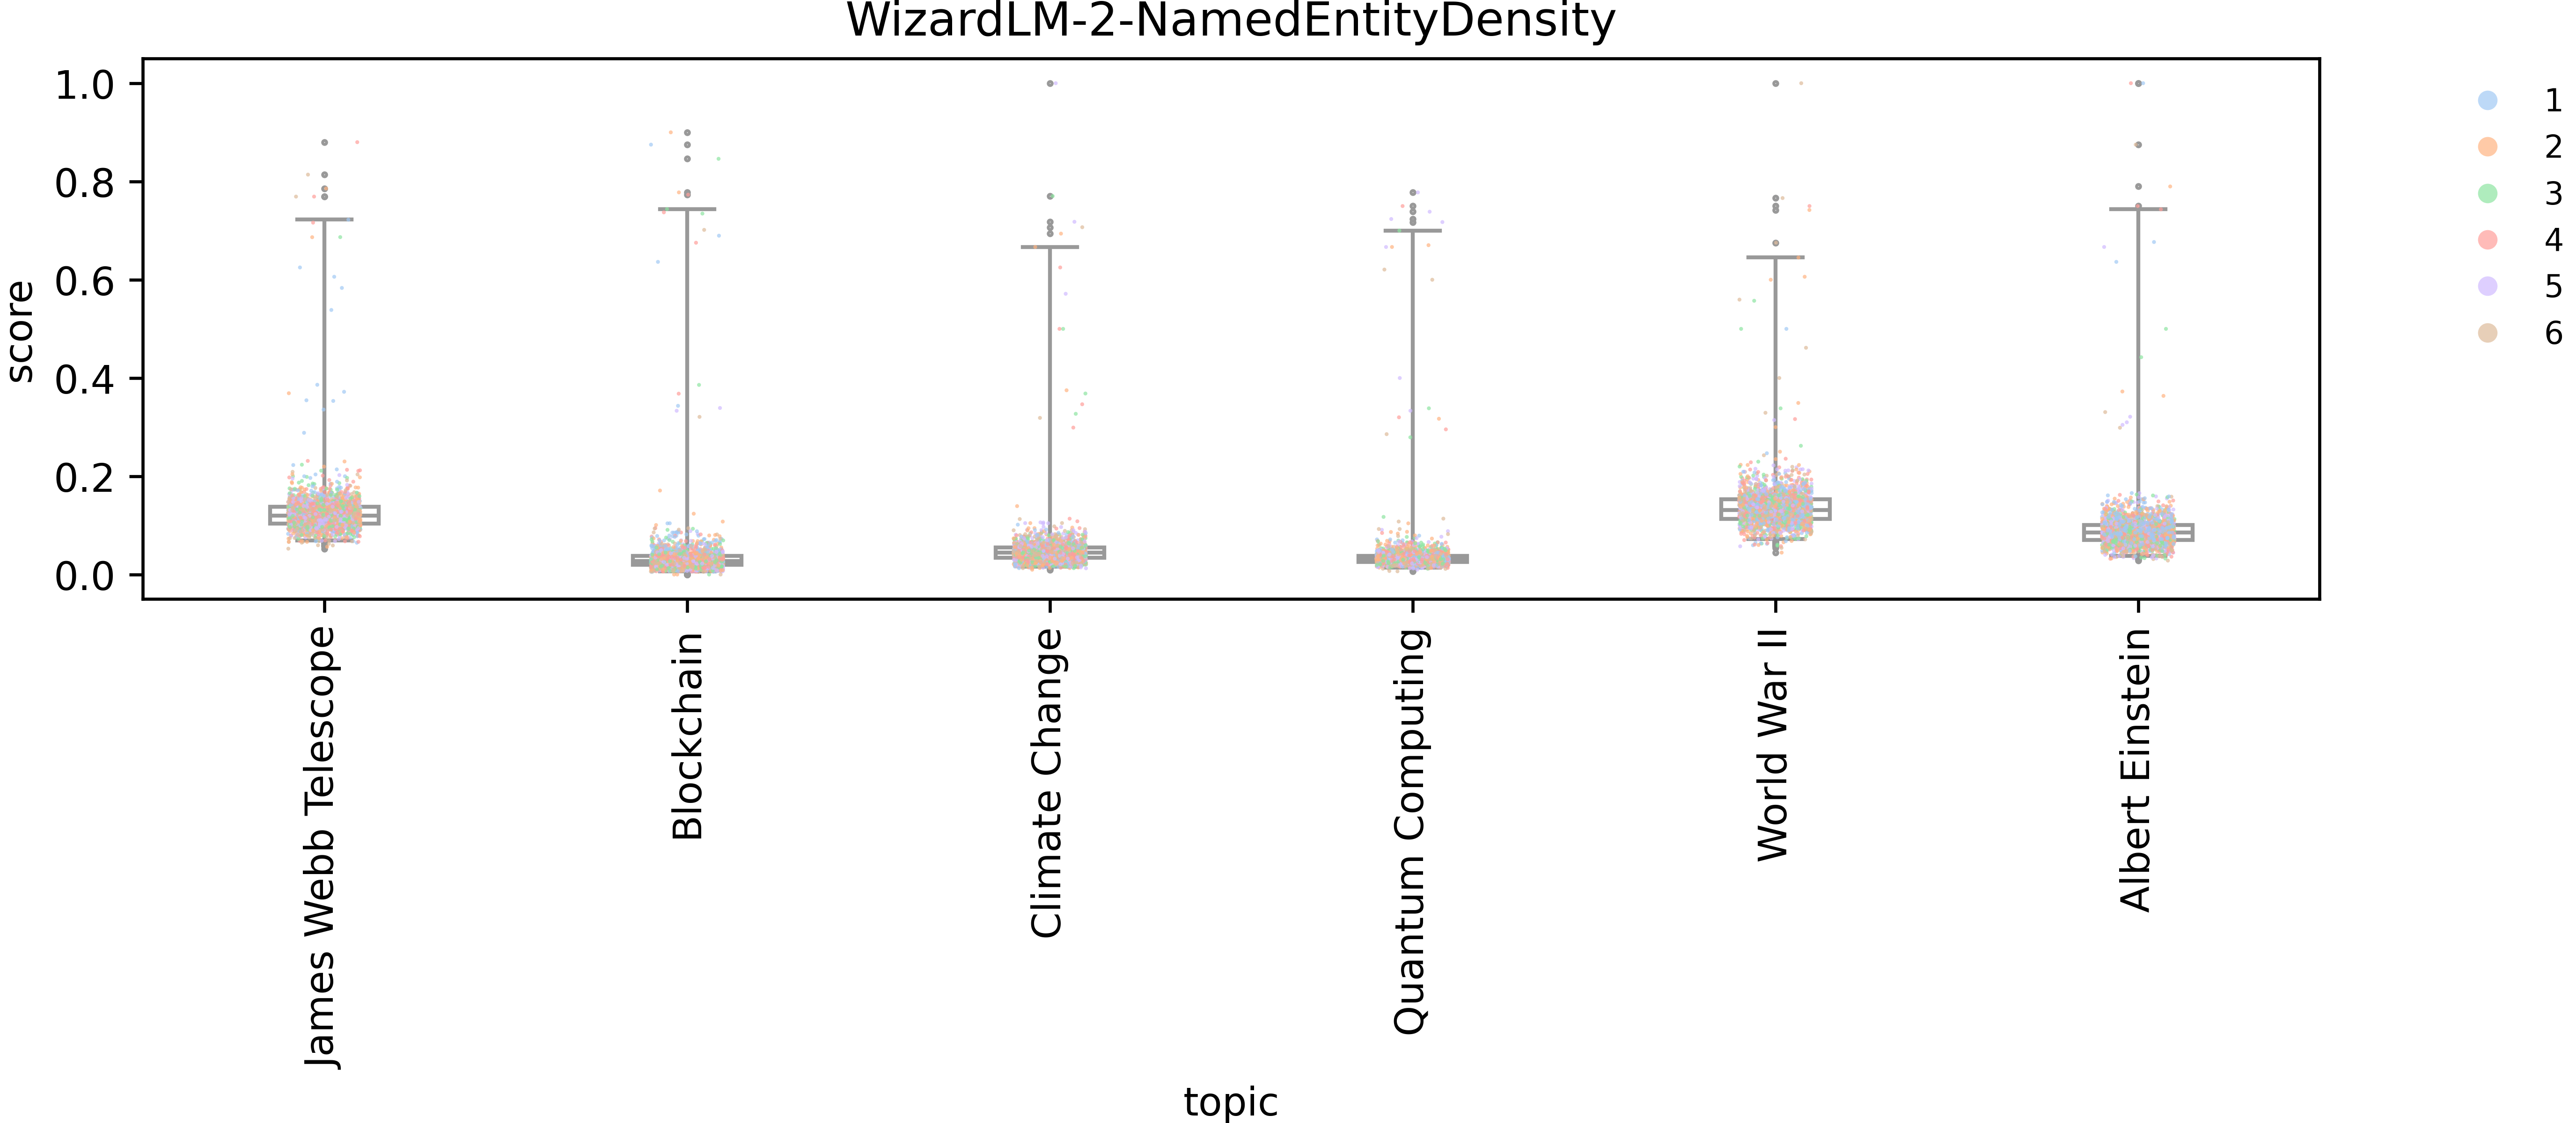 WizardLM-2-NamedEntityDensity
score
1.0
0.8
0.6
0.4
0.2
0.0
James Webb Telescope
Blockchain
Climate Change
Quantum Computing
World War II
Albert Einstein
topic
1
2
3
4
5
6